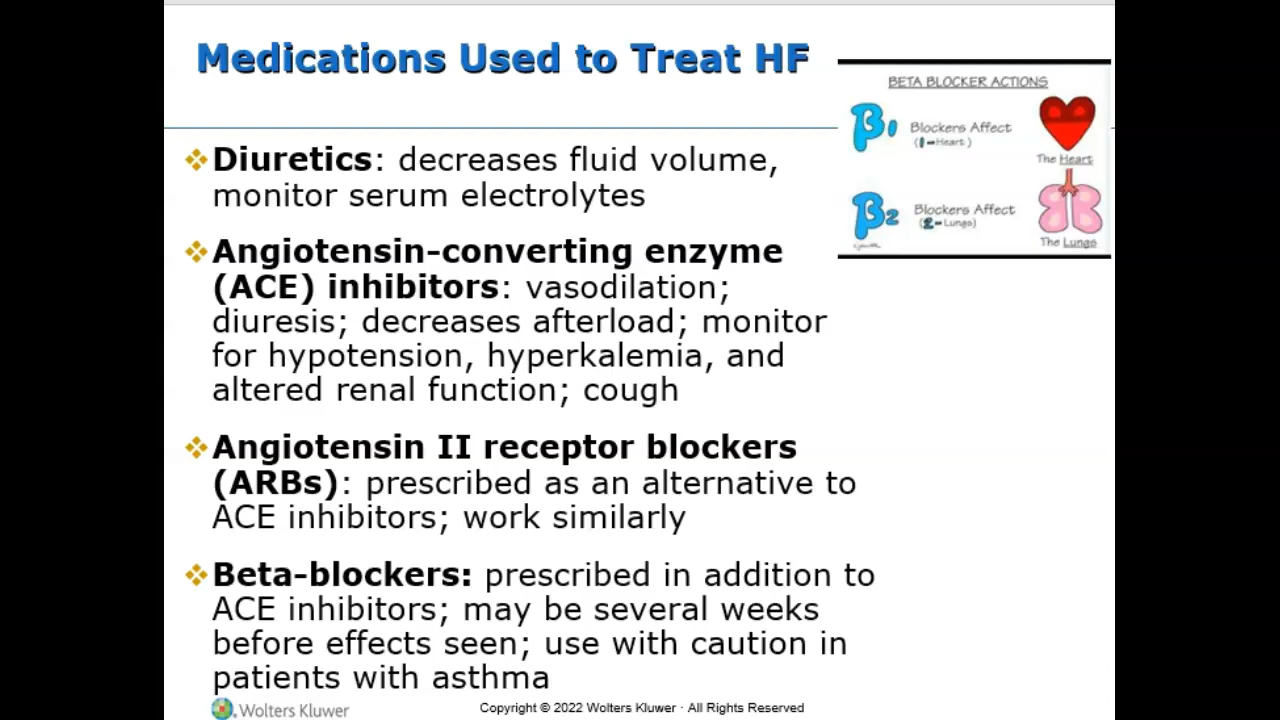 Medications Used to Treat HF
❖Diuretics: decreases fluid volume,
monitor serum electrolytes
❖Angiotensin-converting enzyme
(ACE) inhibitors: vasodilation;
diuresis; decreases afterload; monitor
for hypotension, hyperkalemia, and
altered renal function; cough
❖Angiotensin II receptor blockers
(ARBs): prescribed as an alternative to
ACE inhibitors; work similarly
❖Beta-blockers: prescribed in addition to
ACE inhibitors; may be several weeks
before effects seen; use with caution in
patients with asthma
BETA BLOCKER ACTIONS
β1 Blockers Affect
(1=Heart)
The Heart
β2 Blockers Affect
(2=Lungs)
The Lungs
Wolters Kluwer
Copyright © 2022 Wolters Kluwer · All Rights Reserved